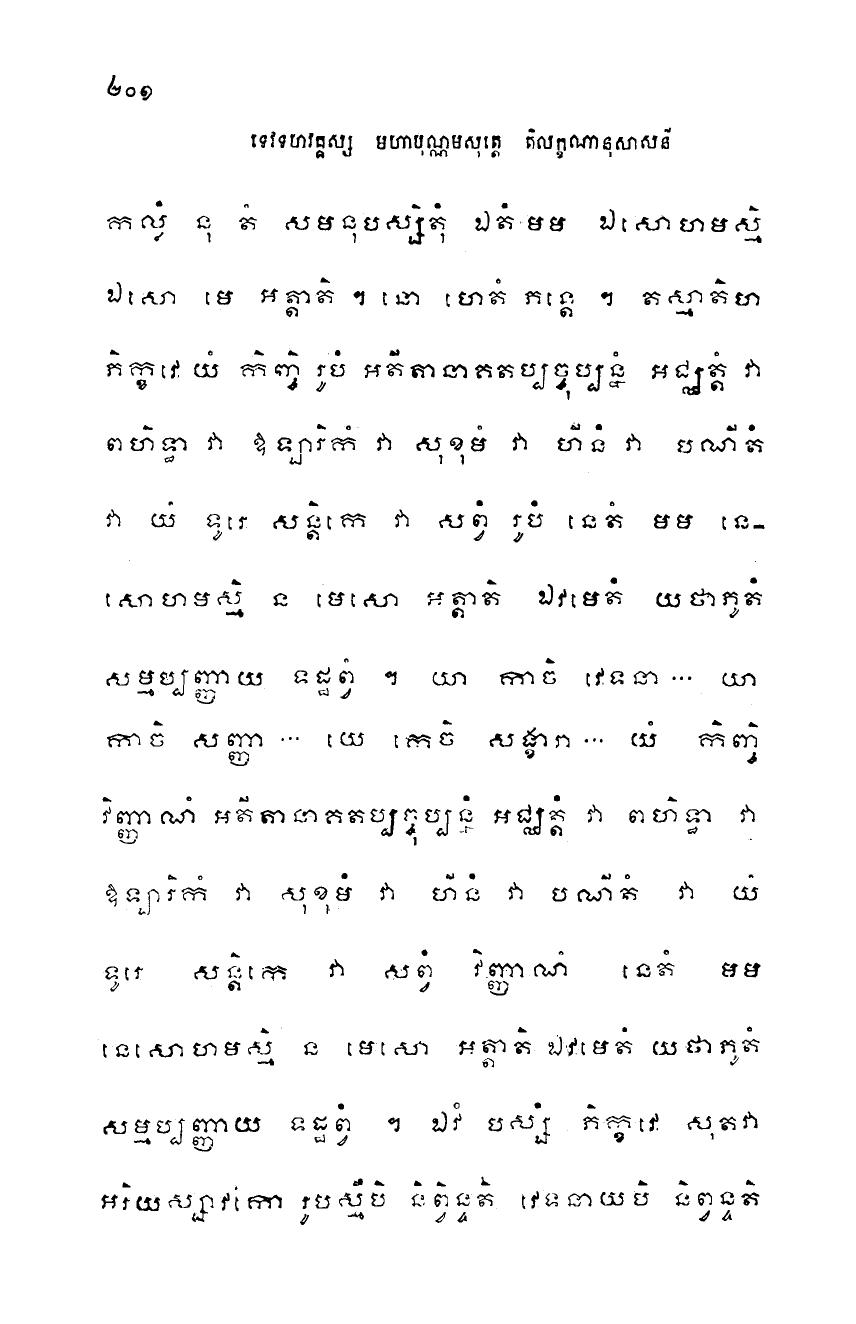 ២០១
ទេវទហវគ្គស្ស មហាបុណ្ណមសុត្តេ តិលក្ខណានុសាសនី
កល្លំ នុ តំ សមនុបស្សិតុំ ឯតំ មម ឯសោហមស្មិ
ឯសោ មេ អត្តាតិ ។ នោ ហេតំ ភន្តេ ។ តស្មាតិហ
ភិក្ខវេ យំ កិញ្ចិ រូបំ អតីតានាគតប្បច្ចុប្បន្នំ អជ្ឈត្តំ វា
ពហិទ្ធា វា ឱឡារិកំ វា សុខុមំ វា ហីនំ វា បណីតំ
វា យំ ទូរេ សន្តិកេ វា សព្វំ រូបំ នេតំ មម នេ-
សោហមស្មិ ន មេសោ អត្តាតិ ឯវមេតំ យថាភូតំ
សម្មប្បញ្ញាយ ទដ្ឋព្វំ ។ យា កាចិ វេទនា ... យា
កាចិ សញ្ញា ... យេ កេចិ សង្ខារា ... យំ កិញ្ចិ
វិញ្ញាណំ អតីតានាគតប្បច្ចុប្បន្នំ អជ្ឈត្តំ វា ពហិទ្ធា វា
ឱឡារិកំ វា សុខុមំ វា ហីនំ វា បណីតំ វា យំ
ទូរេ សន្តិកេ វា សព្វំ វិញ្ញាណំ នេតំ មម
នេសោហមស្មិ ន មេសោ អត្តាតិ ឯវមេតំ យថាភូតំ
សម្មប្បញ្ញាយ ទដ្ឋព្វំ ។ ឯវំ បស្សំ ភិក្ខវេ សុតវា
អរិយស្សាវកោ រូបស្មឹបិ និព្វិន្ទតិ វេទនាយបិ និព្វន្ទតិ